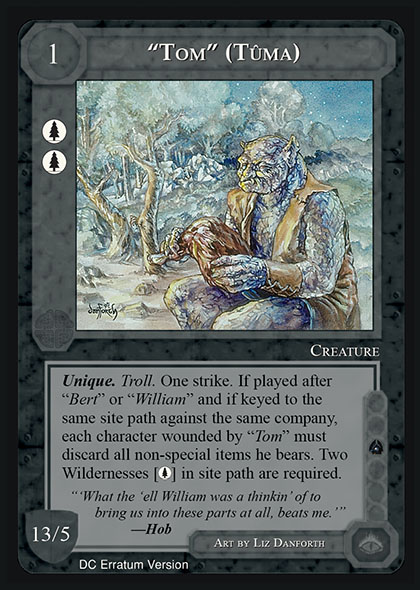 1
“Tom” (Tûma)
Danforth
Creature
Unique. Troll. One strike. If played after
“Bert” or “William” and if keyed to the
same site path against the same company,
each character wounded by “Tom” must
discard all non-special items he bears. Two
Wildernesses [ ] in site path are required.
“‘What the ‘ell William was a thinkin’ of to
bring us into these parts at all, beats me.’”
—Hob
13/5
Art by Liz Danforth
DC Erratum Version